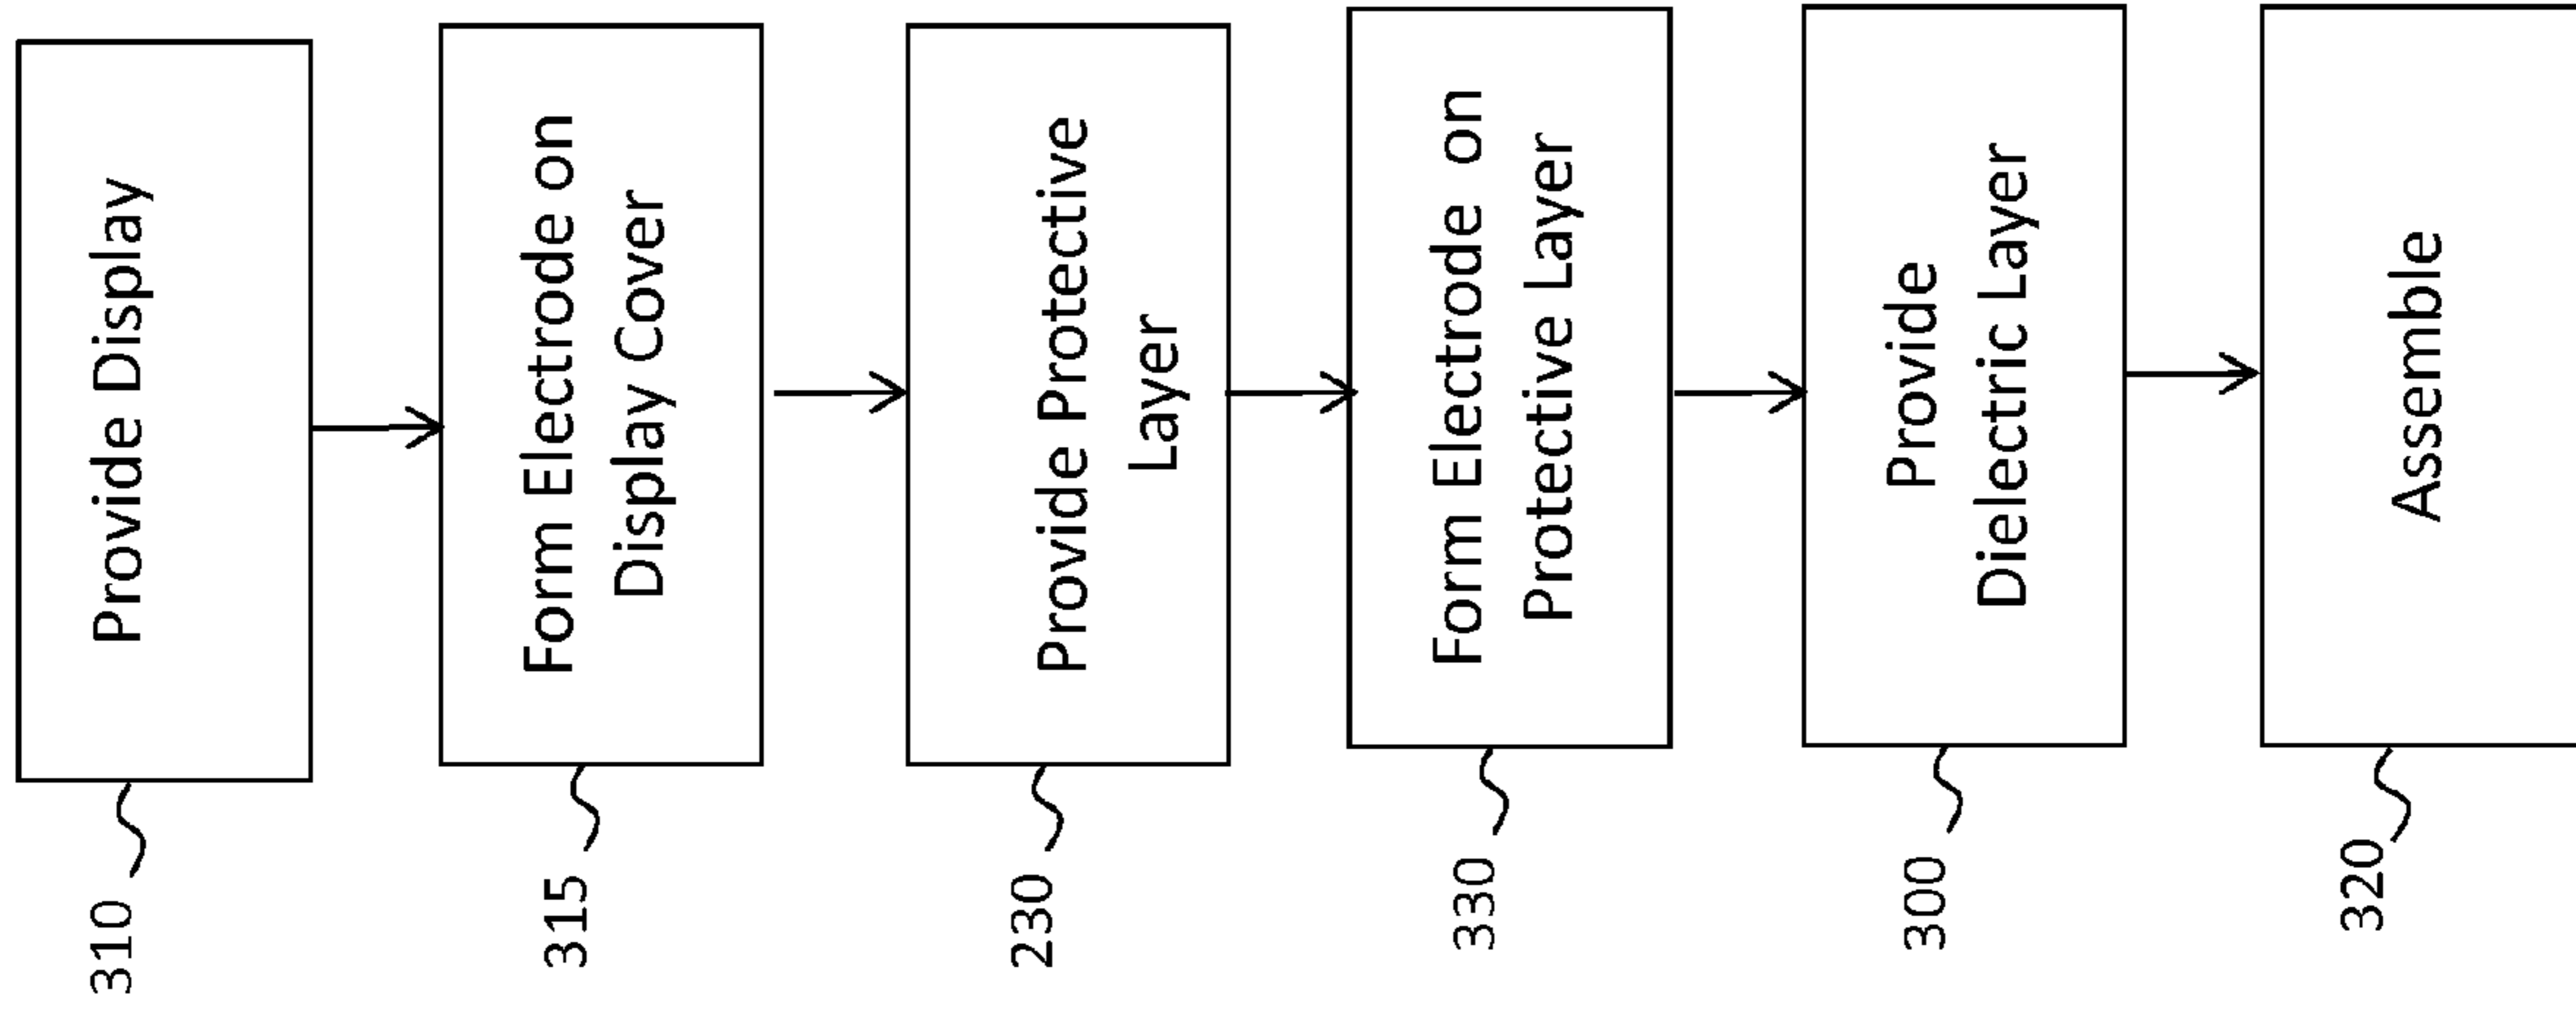 310
Provide Display
315
Form Electrode on
Display Cover
230
Provide Protective
Layer
330
Form Electrode on
Protective Layer
300
Provide
Dielectric Layer
320
Assemble